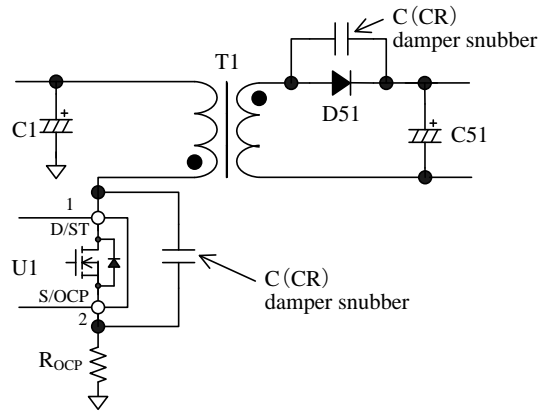 C(CR)
damper snubber
T1
D51
C1
C51
1
D/ST
U1
S/OCP
2
C(CR)
damper snubber
ROCP